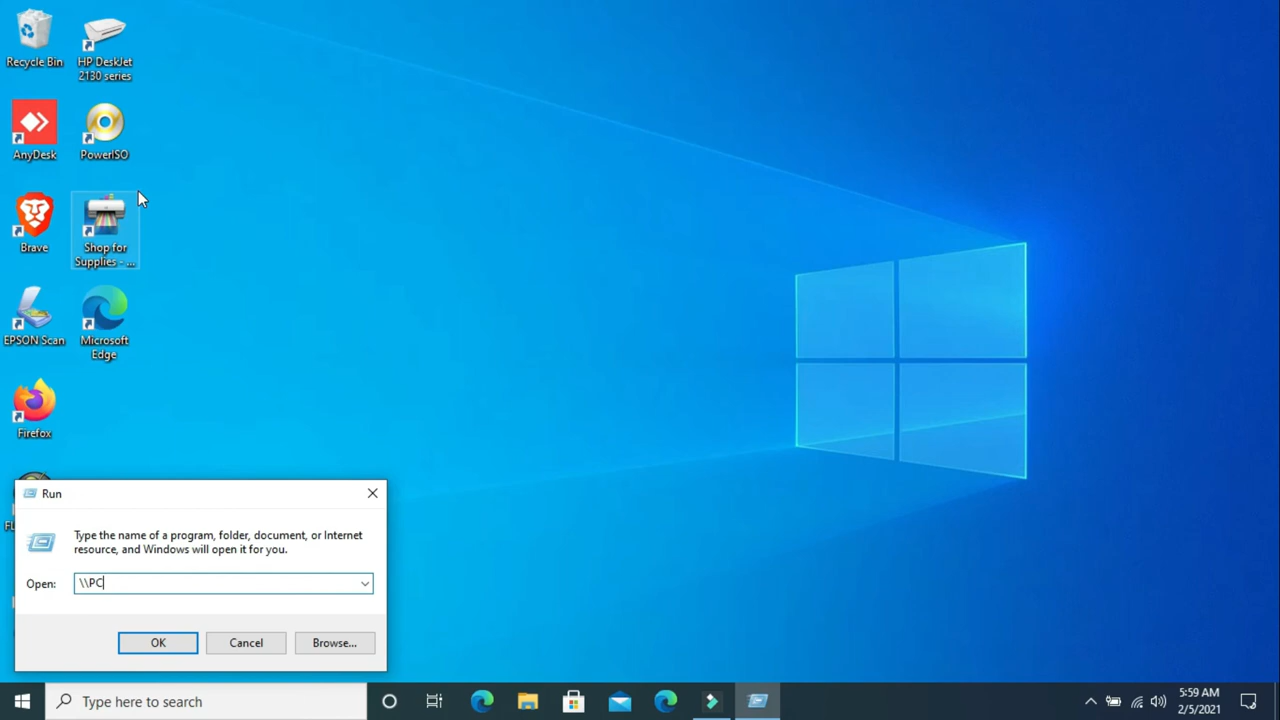 Recycle Bin
HP DeskJet
2130 series
AnyDesk
PowerISO
Brave
Shop for
Supplies - ...
EPSON Scan
Microsoft
Edge
Firefox
Run
Type the name of a program, folder, document, or Internet
resource, and Windows will open it for you.
Open:
\\PC
OK
Cancel
Browse...
Type here to search
5:59 AM
2/5/2021